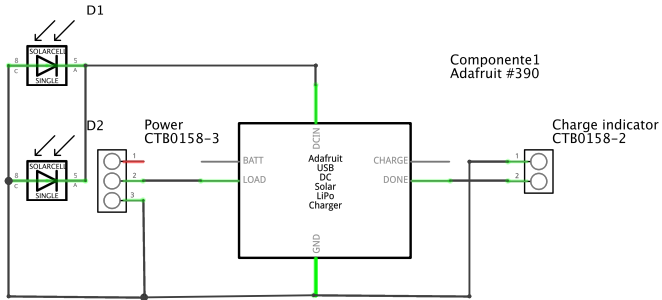 D1
SOLARCELL
8
5
C
A
SINGLE
Componente1
Adafruit #390
D2
Power
CTB0158-3
Charge indicator
CTB0158-2
SOLARCELL
8
5
C
A
SINGLE
1
2
3
DCIN
BATT
LOAD
Adafruit
USB
DC
Solar
LiPo
Charger
CHARGE
DONE
GND
1
2